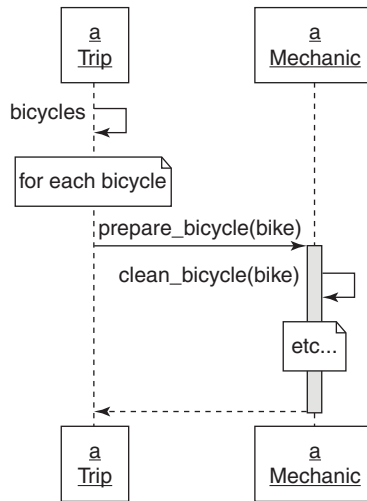 a
Trip
a
Mechanic
bicycles
for each bicycle
prepare_bicycle(bike)
clean_bicycle(bike)
etc...
a
Trip
a
Mechanic